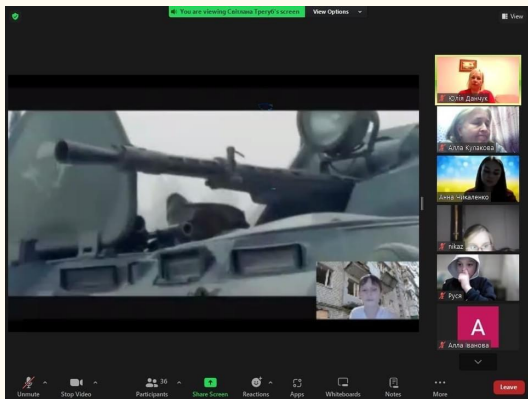 You are viewing Світлана Трегуб's screen
View Options
View
Юлія Данчук
Алла Кулакова
Анна Чикаленко
nikaz
Руся
A
Алла Іванова
Unmute
Stop Video
36
Participants
Share Screen
Reactions
Apps
Whiteboards
Notes
More
Leave